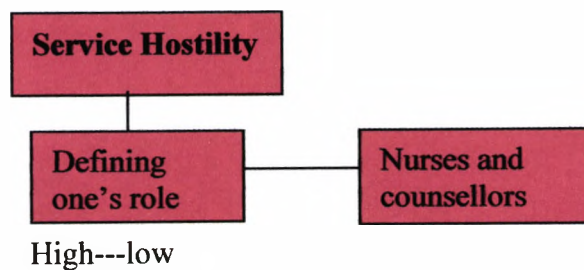 Service Hostility
Defining
one's role
Nurses and
counsellors
High---low